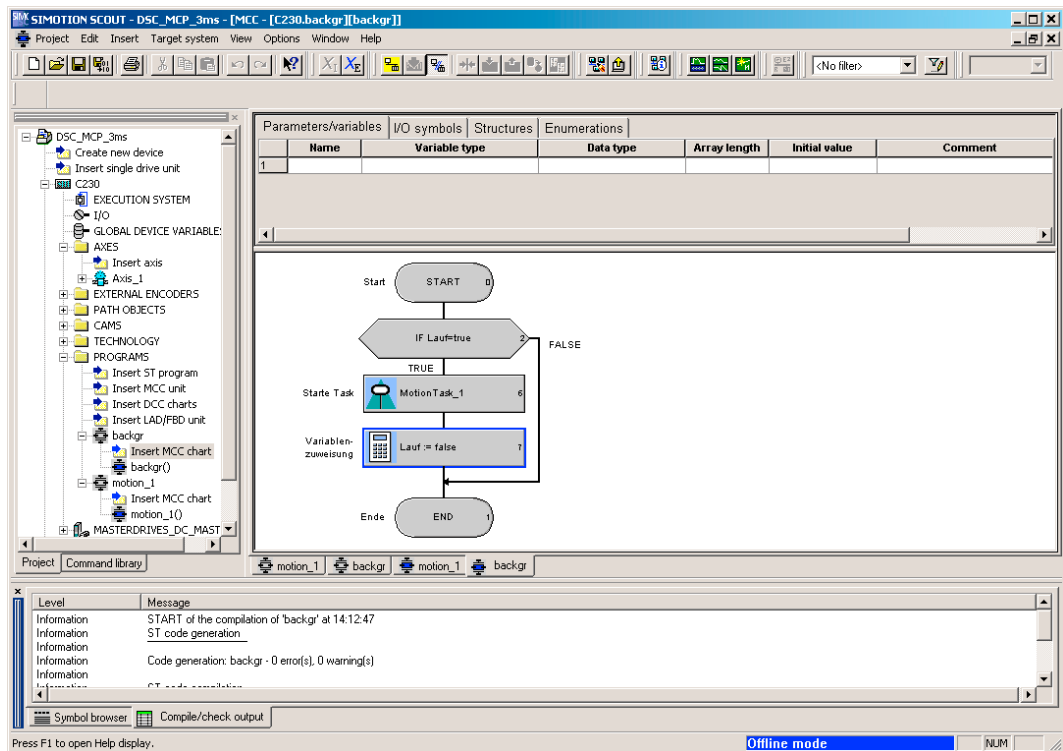 SIMOTION SCOUT - DSC_MCP_3ms - [MCC - [C230.backgr][backgr]]
Project Edit Insert Target system View Options Window Help
<No filter>
DSC_MCP_3ms
Create new device
Insert single drive unit
C230
EXECUTION SYSTEM
I/O
GLOBAL DEVICE VARIABLE
AXES
Insert axis
Axis_1
EXTERNAL ENCODERS
PATH OBJECTS
CAMS
TECHNOLOGY
PROGRAMS
Insert ST program
Insert MCC unit
Insert DCC charts
Insert LAD/FBD unit
backgr
Insert MCC chart
backgr()
motion_1
Insert MCC chart
motion_1()
MASTERDRIVES_DC_MAST
Project Command library
Parameters/variables I/O symbols Structures Enumerations
Name Variable type Data type Array length Initial value Comment
1
Start START 0
IF Lauf=true 2
FALSE
TRUE
Starte Task MotionTask_1 6
Variablen-
zuweisung Lauf := false 7
Ende END 1
motion_1 backgr motion_1 backgr
Level Message
Information START of the compilation of 'backgr' at 14:12:47
Information ST code generation
Information
Information Code generation: backgr - 0 error(s), 0 warning(s)
Information
Information ST code compilation
Symbol browser Compile/check output
Press F1 to open Help display. Offline mode NUM